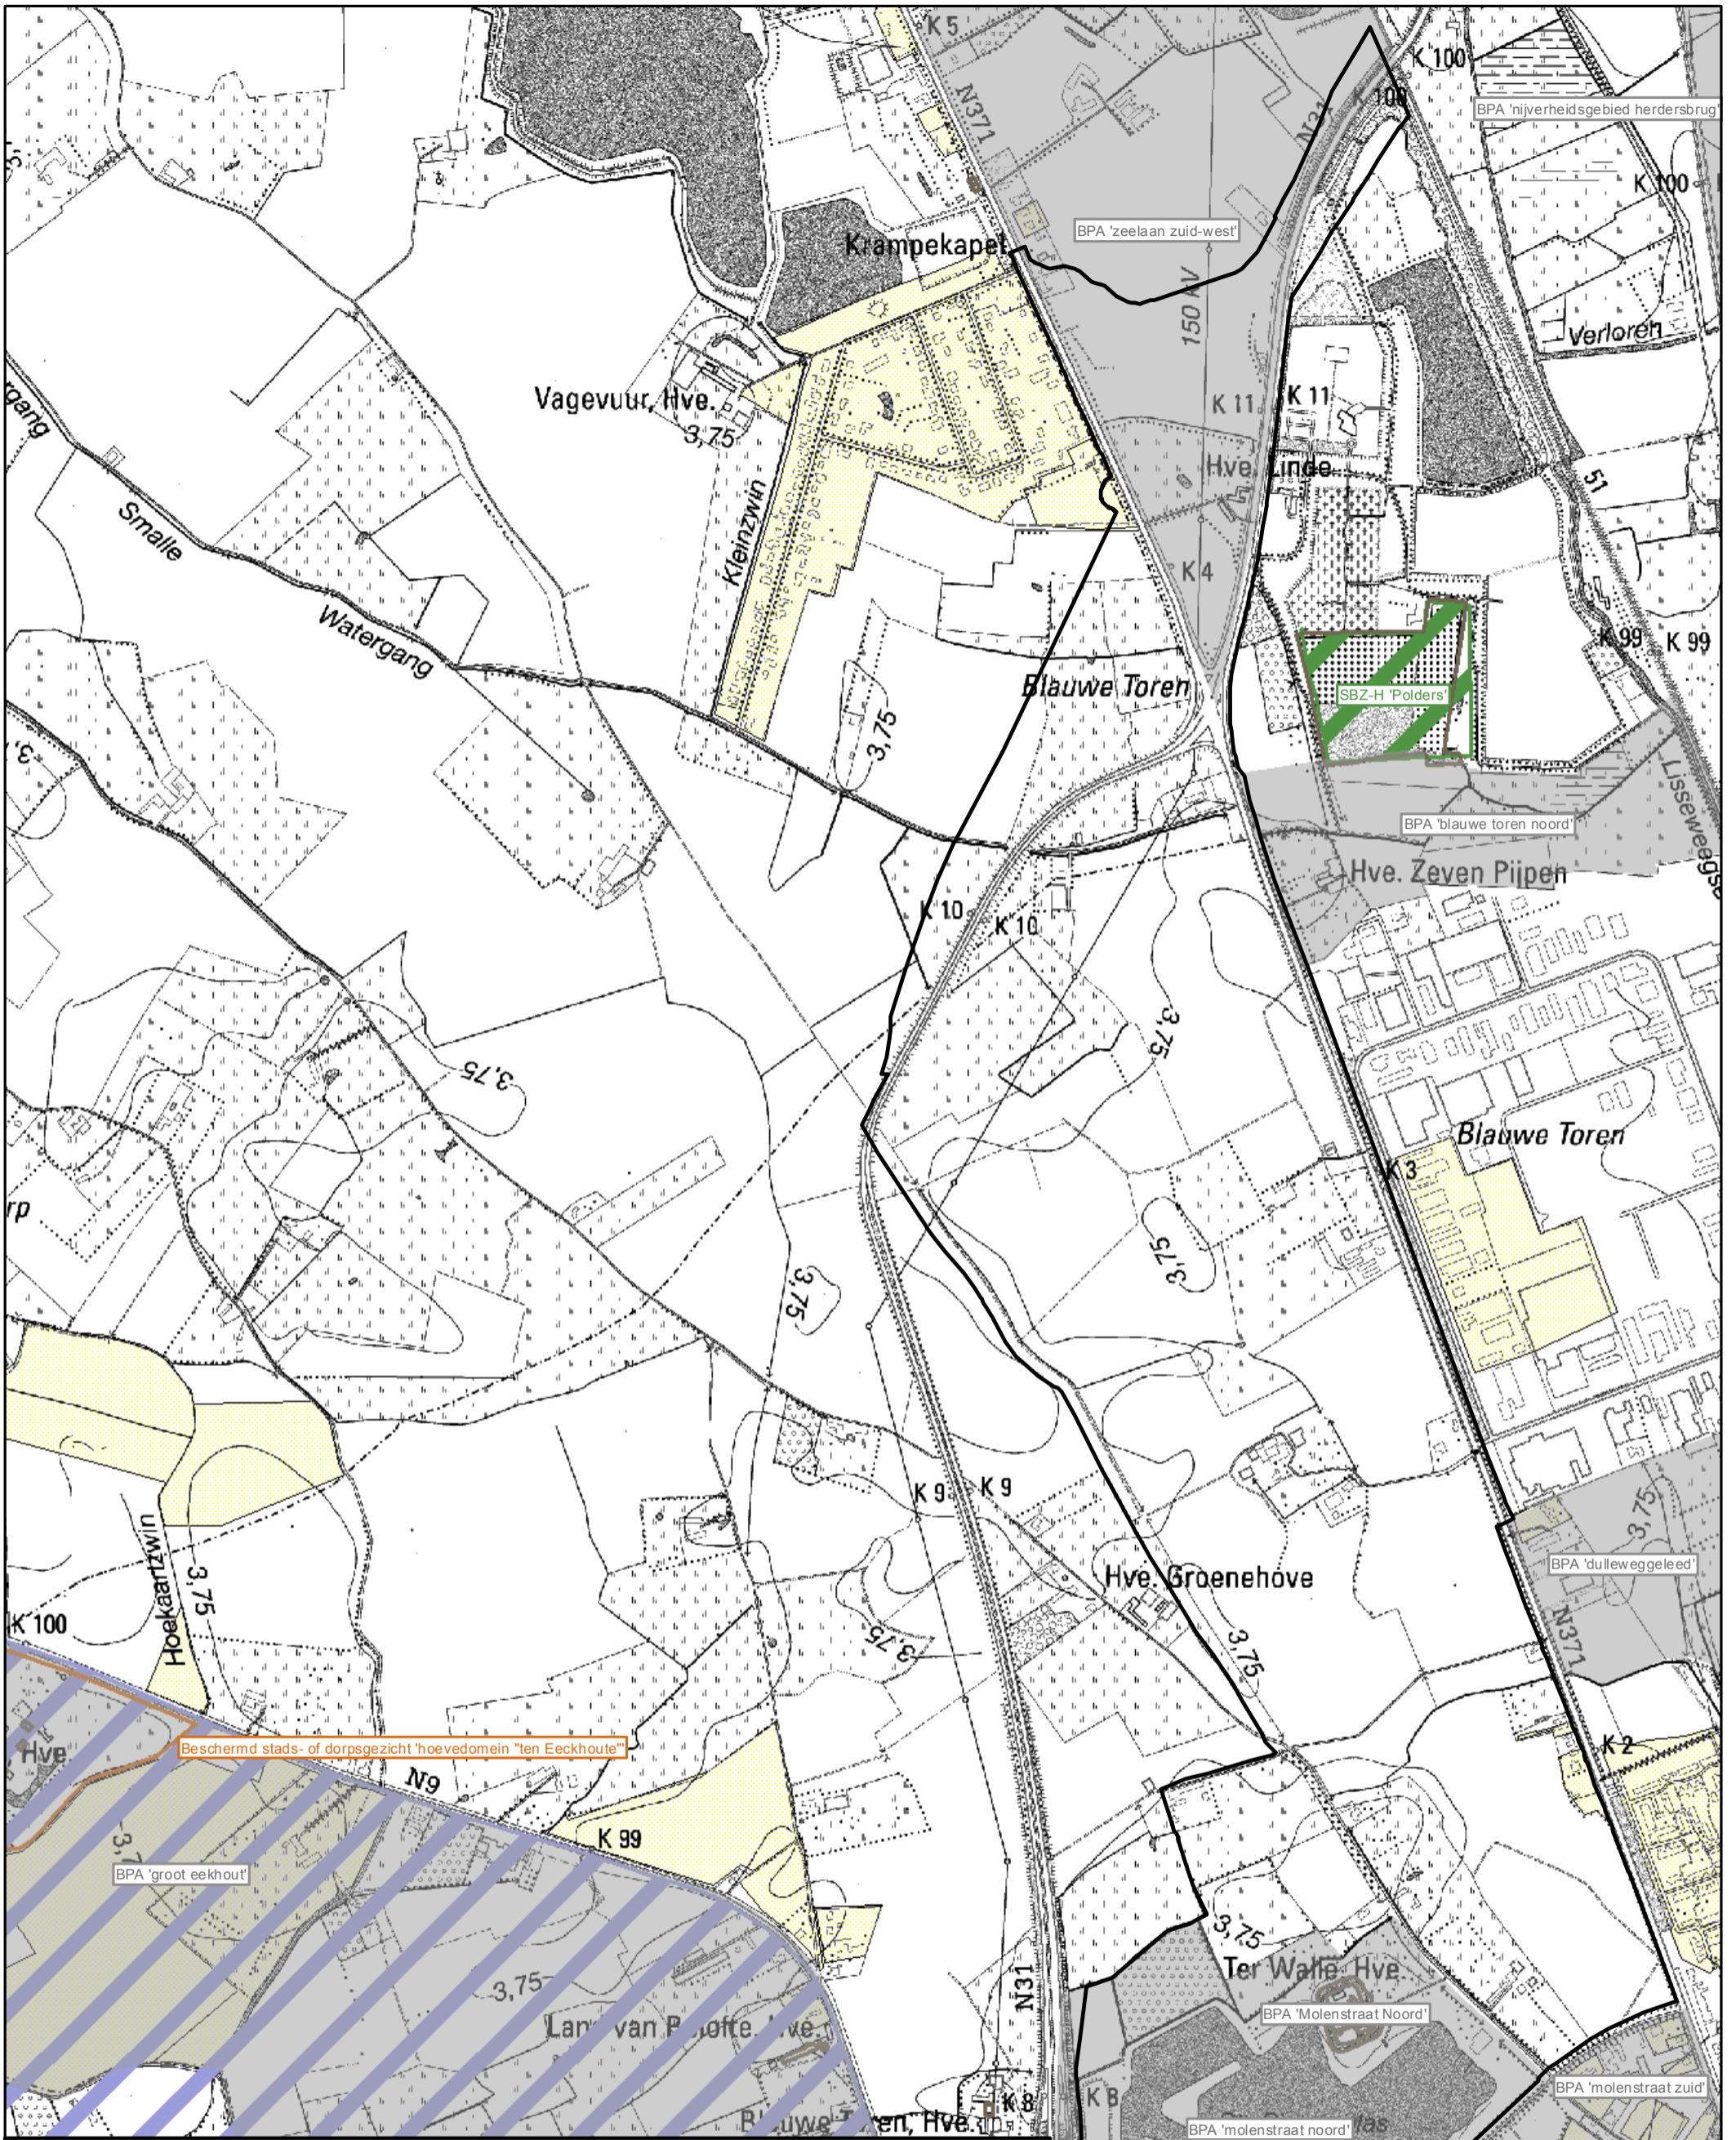 K 5
N371
K 100
N31
100
BPA 'nijverheidsgebied herdersbrug'
K 100
Krampekapel
BPA 'zeelaan zuid-west'
150 kV
Verloren
Vagevuur, Hve.
3,75
K 11
K 11
rgang
Hve. Linde
51
Kleinzwin
Smalle
K 4
Watergang
K 99
K 99
Blauwe Toren
SBZ-H 'Polders'
3,75
BPA 'blauwe toren noord'
Hve. Zeven Pijpen
K 10
K 10
3,75
3,75
Blauwe Toren
K 3
rp
3,75
3,75
K 9
K 9
3,75
BPA 'dulleweggeleed'
Hoekaartzwin
3,75
Hve. Groenehove
K 100
3,75
3,75
N371
Hve.
Beschermd stads- of dorpsgezicht 'hoevedomein "ten Eeckhoute"'
K 2
N9
K 99
BPA 'groot eekhout'
3,75
Ter Walle Hve.
3,75
N31
BPA 'Molenstraat Noord'
K 8
K 8
BPA 'molenstraat zuid'
BPA 'molenstraat noord'